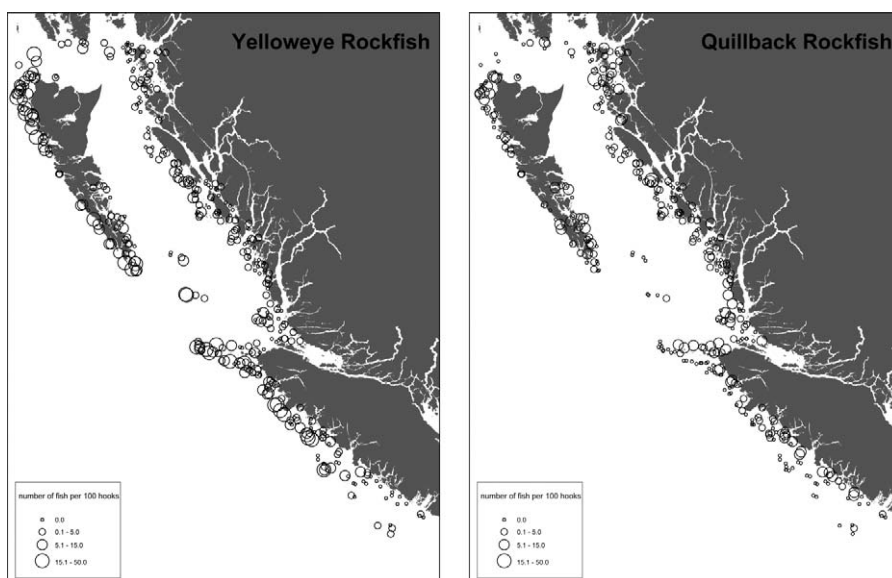 Yelloweye Rockfish
number of fish per 100 hooks
0.0
0.1 - 5.0
5.1 - 15.0
15.1 - 50.0
Quillback Rockfish
number of fish per 100 hooks
0.0
0.1 - 5.0
5.1 - 15.0
15.1 - 50.0